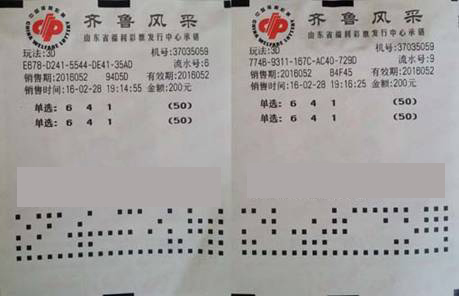 齐鲁风采
山东省福利彩票发行中心承销
玩法:3D 机号:37035059
E678-D241-5544-DE41-35AD 流水号:8
销售期:2016052 94D5D 有效期:2016052
销售时间:16-02-28 19:14:55 金额:200元
单选: 6 4 1 (50)
单选: 6 4 1 (50)
CHINA WELFARE LOTTERY
齐鲁风采
山东省福利彩票发行中心承销
玩法:3D 机号:37035059
7748-9311-167C-AC40-729D 流水号:9
销售期:2016052 84F45 有效期:2016052
销售时间:16-02-28 19:16:25 金额:200元
单选: 6 4 1 (50)
单选: 6 4 1 (50)